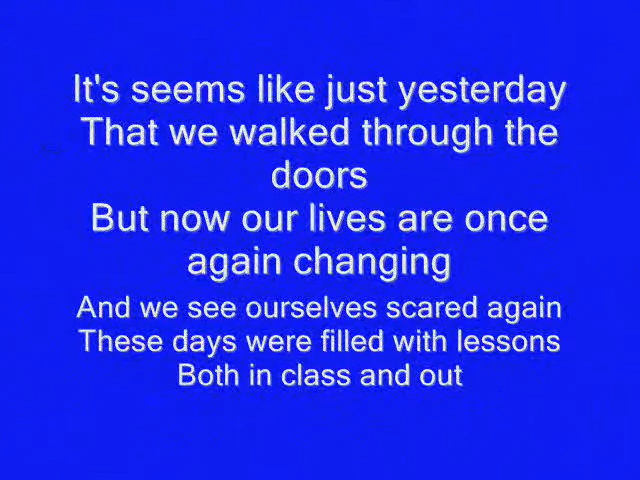 It's seems like just yesterday
That we walked through the
doors
But now our lives are once
again changing
And we see ourselves scared again
These days were filled with lessons
Both in class and out